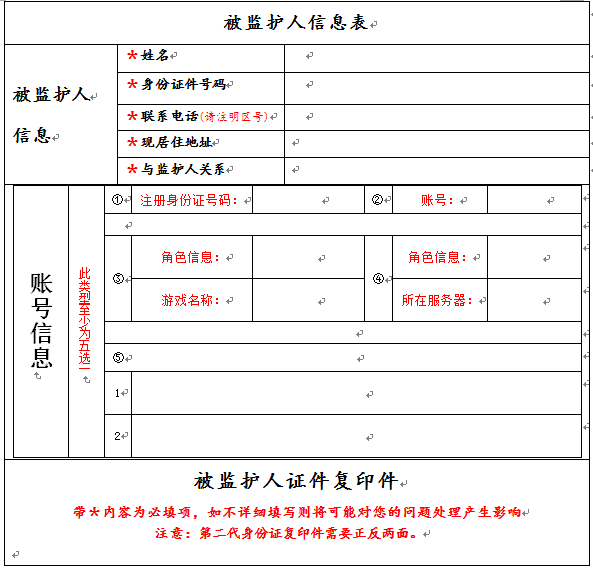 被监护人信息表
被监护人
信息
*姓名
*身份证件号码
*联系电话(请注明区号)
*现居住地址
*与监护人关系
账号信息
此类型至少为五选一
① 注册身份证号码： ② 账号：
③ 角色信息： ④ 角色信息：
游戏名称： 所在服务器：
⑤
1
2
被监护人证件复印件
带*内容为必填项，如不详细填写则将可能对您的问题处理产生影响
注意：第二代身份证复印件需要正反两面。